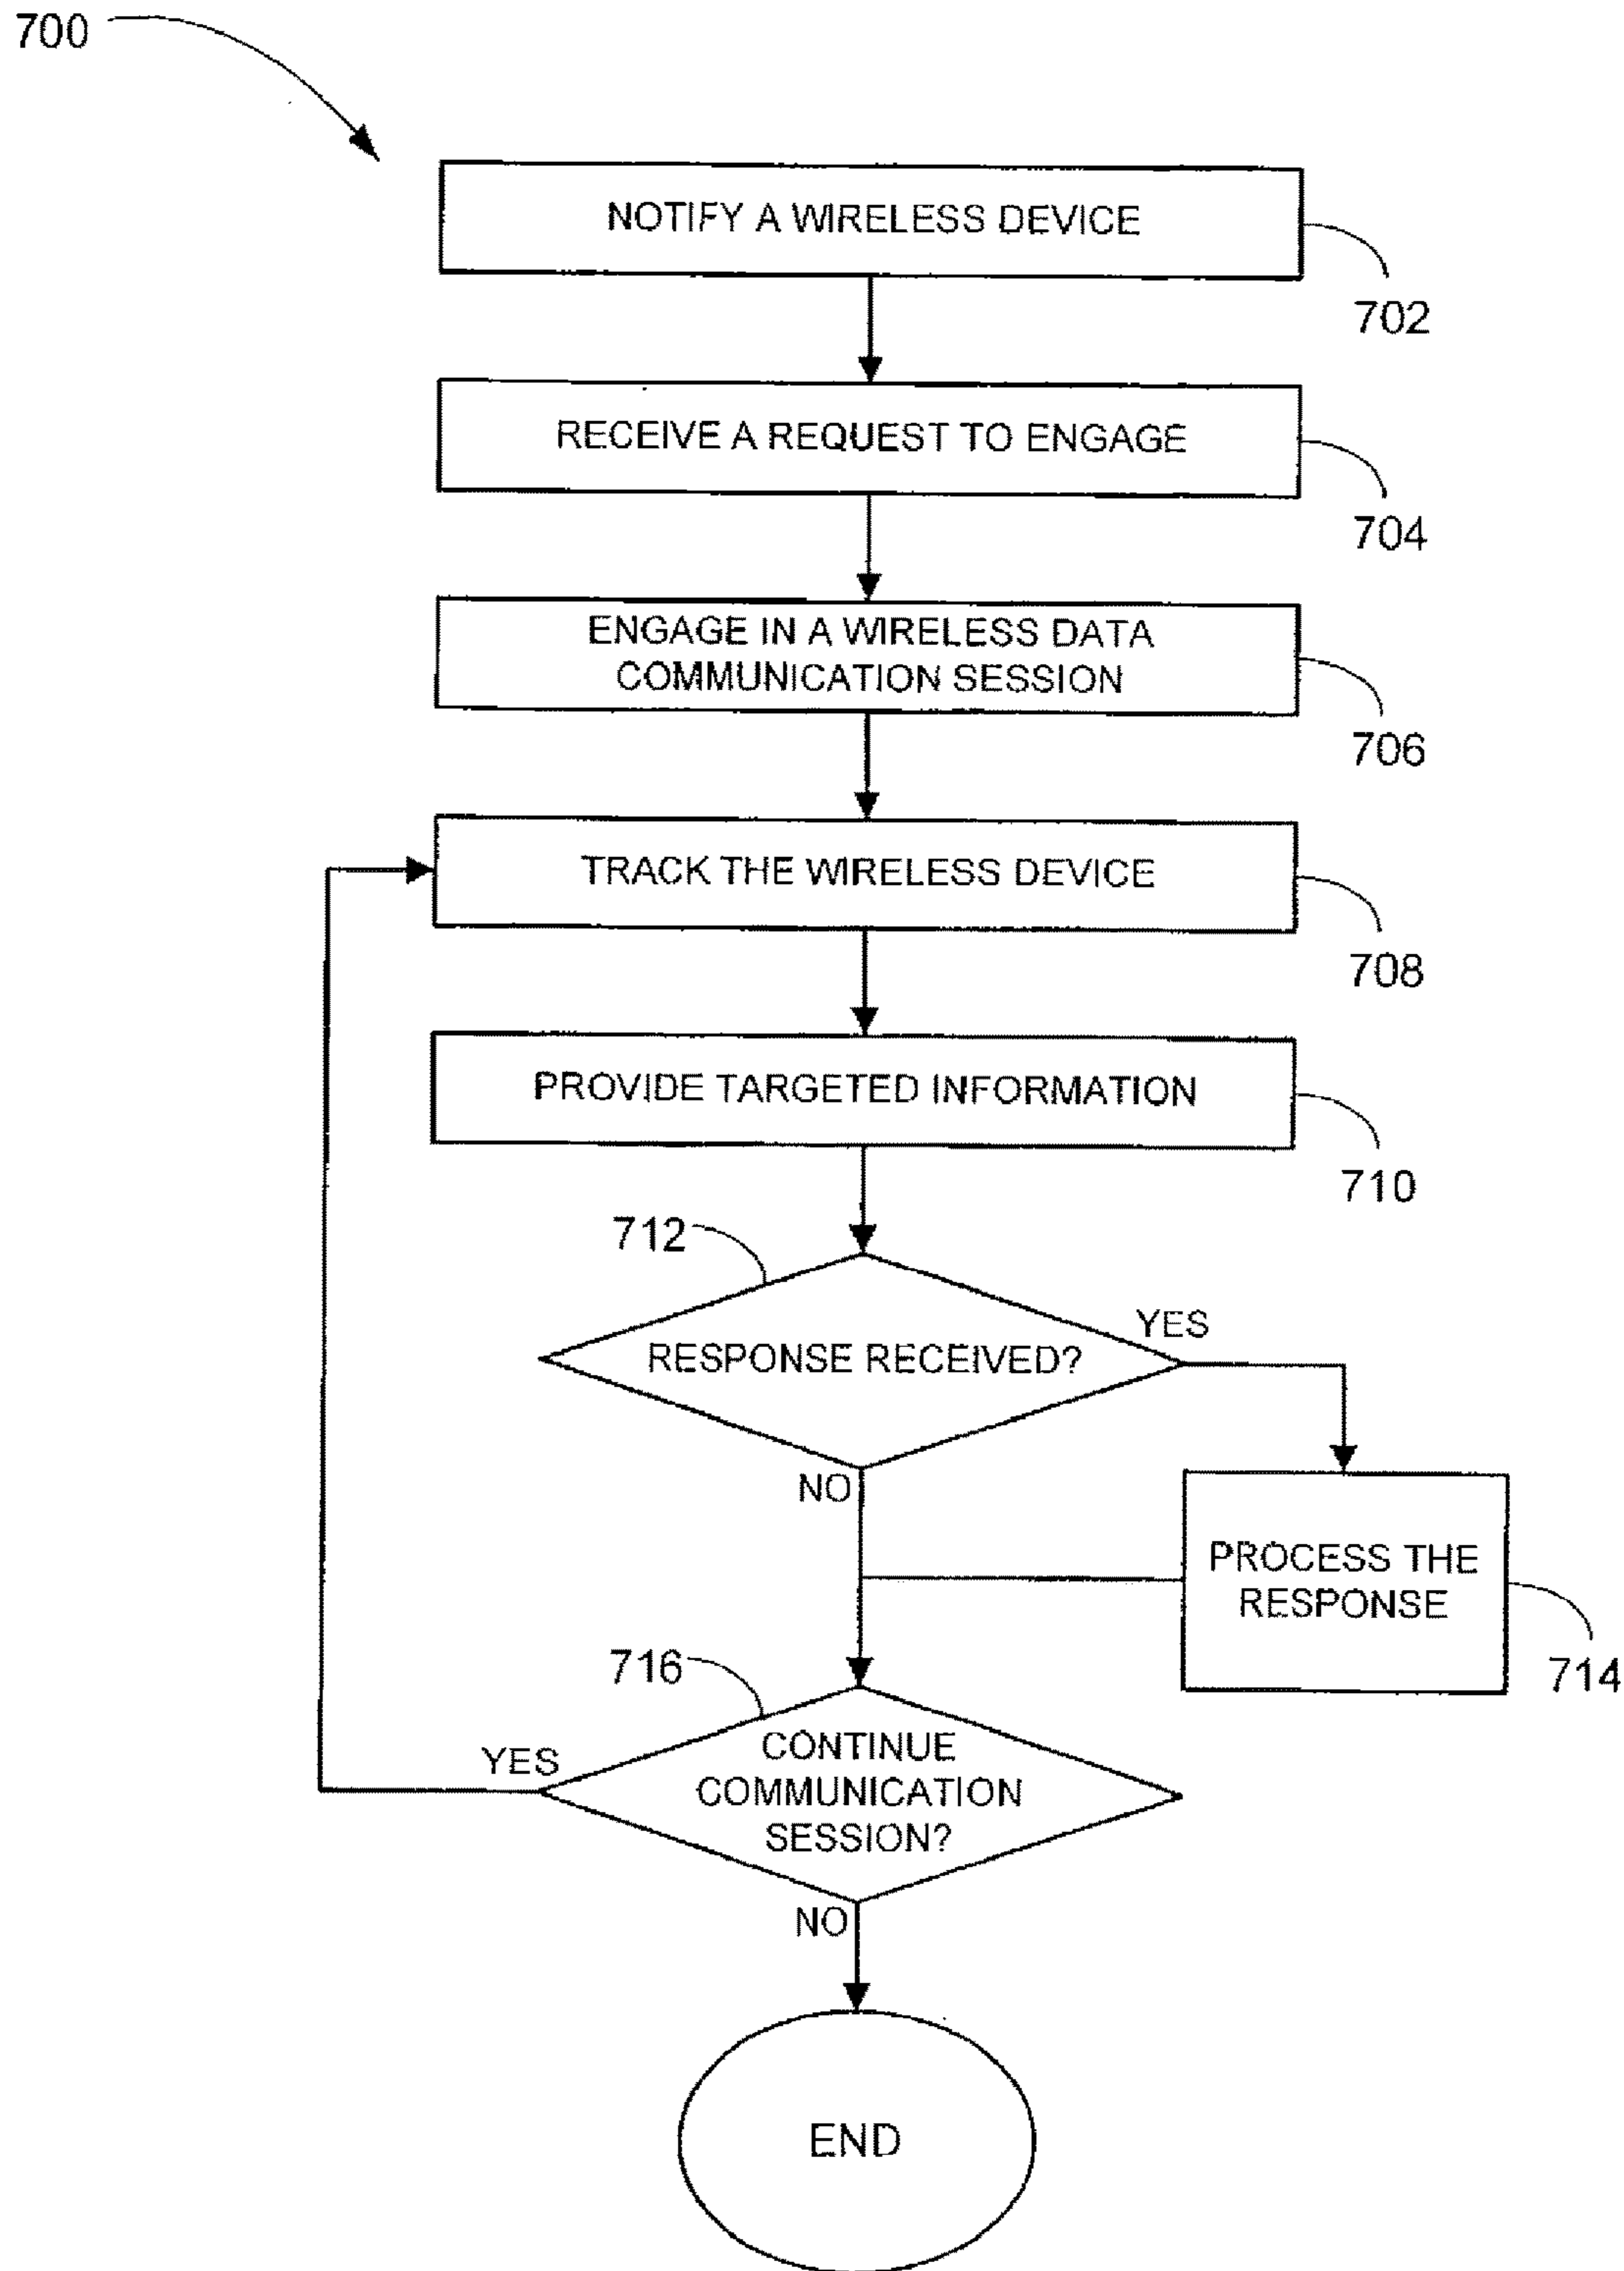 700
NOTIFY A WIRELESS DEVICE
702
RECEIVE A REQUEST TO ENGAGE
704
ENGAGE IN A WIRELESS DATA
COMMUNICATION SESSION
706
TRACK THE WIRELESS DEVICE
708
PROVIDE TARGETED INFORMATION
710
712
RESPONSE RECEIVED?
YES
NO
PROCESS THE
RESPONSE
714
716
CONTINUE
COMMUNICATION
SESSION?
YES
NO
END